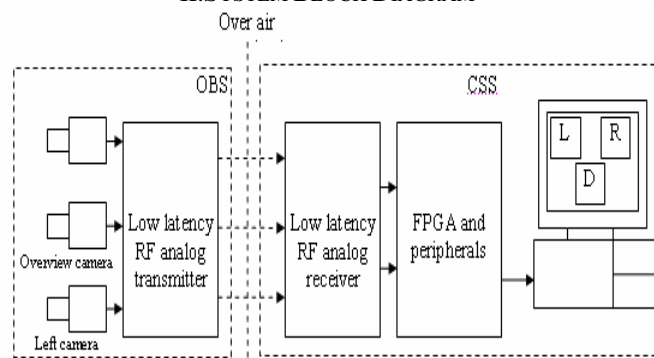 Over air
OBS
CSS
L
R
D
Low latency
RF analog
transmitter
Low latency
RF analog
receiver
FPGA and
peripherals
Overview camera
Left camera